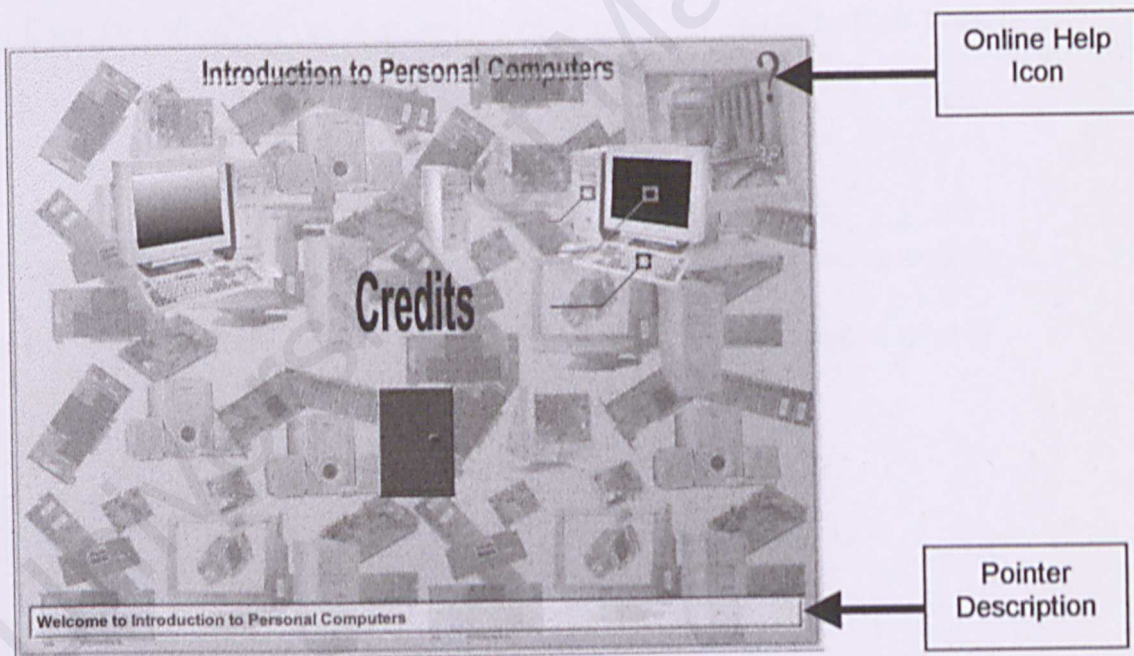 Introduction to Personal Computers
?
Online Help
Icon
Credits
Welcome to Introduction to Personal Computers
Pointer
Description